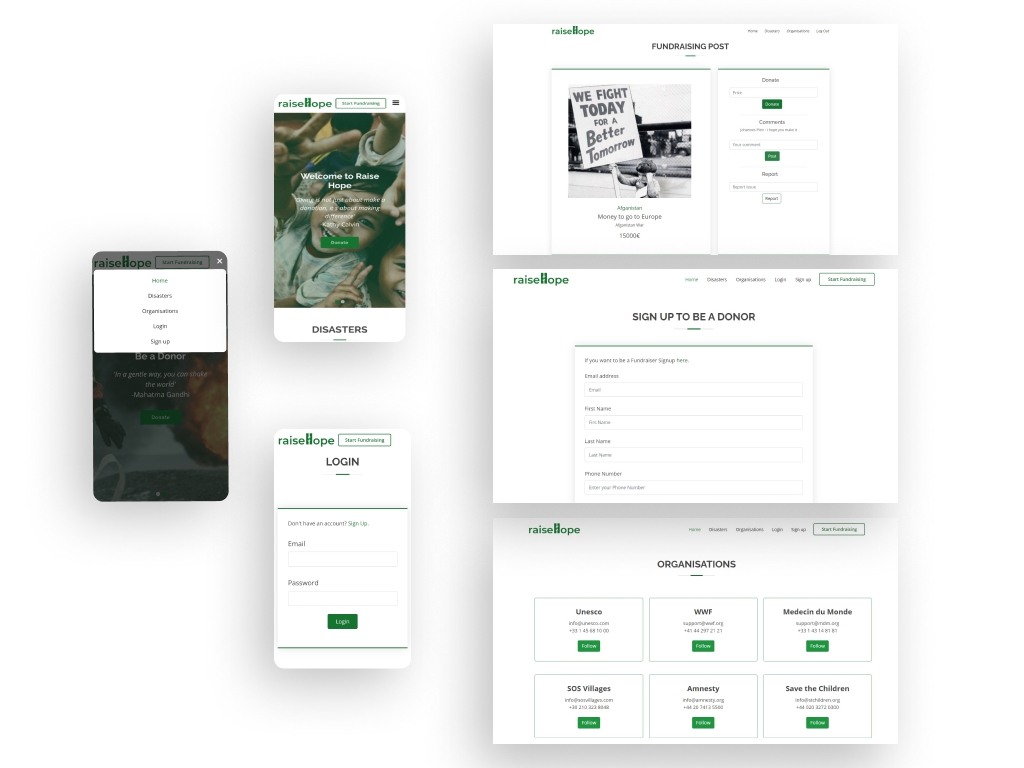 raiseHope
Start Fundraising
Home
Disasters
Organisations
Login
Sign up
Be a Donor
'In a gentle way, you can shake
the world'
-Mahatma Gandhi
Donate
raiseHope
Start Fundraising
Welcome to Raise
Hope
'Giving is not just about make a
donation, it's about making
difference'
-Kathy Calvin
Donate
DISASTERS
raiseHope
Start Fundraising
LOGIN
Don't have an account? Sign Up.
Email
Password
Login
raiseHope
Home Disasters Organisations Log Out
FUNDRAISING POST
WE FIGHT
TODAY
FOR A
Better
Tomorrow
Afganistan
Money to go to Europe
Afganistan War
15000€
Donate
Price
Donate
Comments
Johannes Pistl : I hope you make it
Your comment
Post
Report
Report issue
Report
raiseHope
Home Disasters Organisations Login Sign up Start Fundraising
SIGN UP TO BE A DONOR
If you want to be a Fundraiser Signup here.
Email address
Email
First Name
Firs Name
Last Name
Last Name
Phone Number
Enter your Phone Number
raiseHope
Home Disasters Organisations Login Sign up Start Fundraising
ORGANISATIONS
Unesco
info@unesco.com
+33 1 45 68 10 00
Follow
WWF
support@wwf.org
+41 44 297 21 21
Follow
Medecin du Monde
support@mdm.org
+33 1 43 14 81 81
Follow
SOS Villages
info@sosvillages.com
+30 210 323 8048
Follow
Amnesty
info@amnesty.org
+44 20 7413 5500
Follow
Save the Children
info@stchildren.org
+44 020 3272 0300
Follow